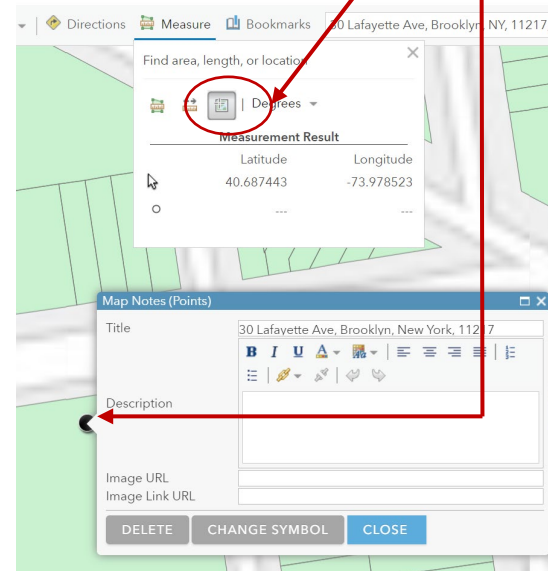 Directions Measure Bookmarks 30 Lafayette Ave, Brooklyn, NY, 11217
Find area, length, or location
Degrees
Measurement Result
Latitude Longitude
40.687443 -73.978523
--- ---
Map Notes (Points)
Title 30 Lafayette Ave, Brooklyn, New York, 11217
B I U A
Description
Image URL
Image Link URL
DELETE CHANGE SYMBOL CLOSE